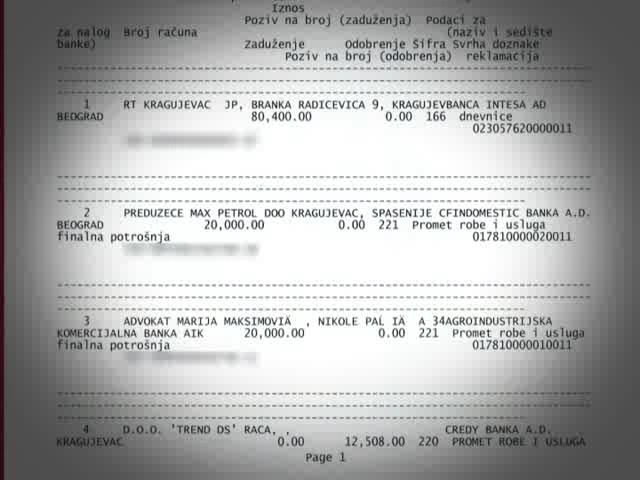 Iznos
Poziv na broj (zaduženja) Podaci za
za nalog Broj računa (naziv i sedište
banke) Zaduženje Odobrenje Šifra Svrha doznake
Poziv na broj (odobrenja) reklamacija
1 RT KRAGUJEVAC JP, BRANKA RADICEVICA 9, KRAGUJEVBANCA INTESA AD
BEOGRAD 80,400.00 0.00 166 dnevnice
023057620000011
2 PREDUZECE MAX PETROL DOO KRAGUJEVAC, SPASENIJE CFINDOMESTIC BANKA A.D.
BEOGRAD 20,000.00 0.00 221 Promet robe i usluga
finalna potrošnja 017810000020011
3 ADVOKAT MARIJA MAKSIMOVIÄ , NIKOLE PAL IÄ A 34AGROINDUSTRIJSKA
KOMERCIJALNA BANKA AIK 20,000.00 0.00 221 Promet robe i usluga
finalna potrošnja 017810000010011
4 D.O.O. 'TREND DS' RACA, , CREDY BANKA A.D.
KRAGUJEVAC 0.00 12,508.00 220 PROMET ROBE I USLUGA
Page 1